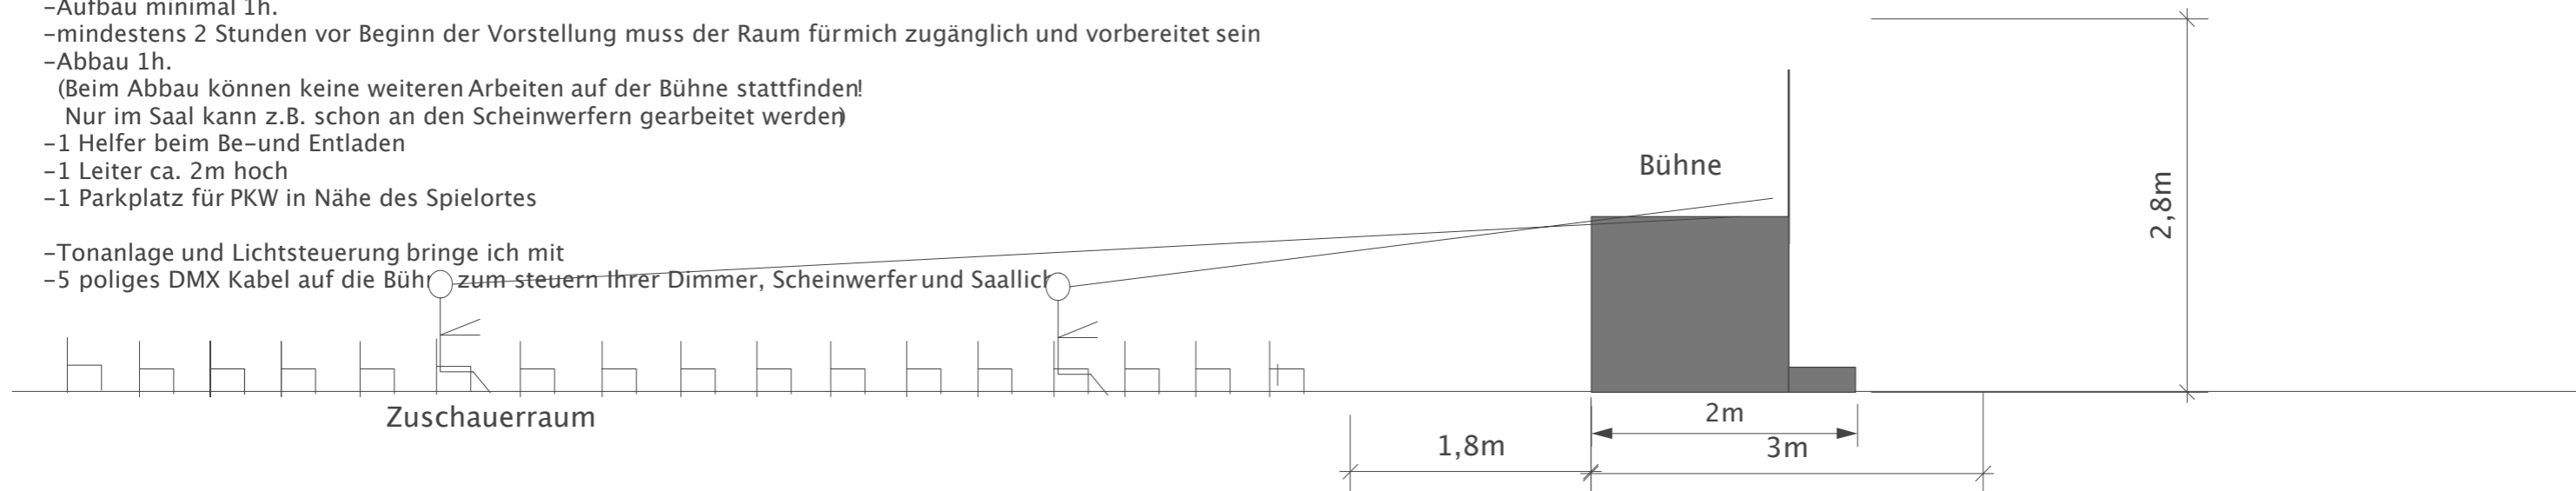 -Aufbau minimal 1h.
-mindestens 2 Stunden vor Beginn der Vorstellung muss der Raum für mich zugänglich und vorbereitet sein
-Abbau 1h.
(Beim Abbau können keine weiteren Arbeiten auf der Bühne stattfinden!
Nur im Saal kann z.B. schon an den Scheinwerfern gearbeitet werden)
-1 Helfer beim Be-und Entladen
-1 Leiter ca. 2m hoch
-1 Parkplatz für PKW in Nähe des Spielortes
-Tonanlage und Lichtsteuerung bringe ich mit
-5 poliges DMX Kabel auf die Bühne zum steuern Ihrer Dimmer, Scheinwerfer und Saallicht
Bühne
2,8m
Zuschauerraum
2m
1,8m
3m